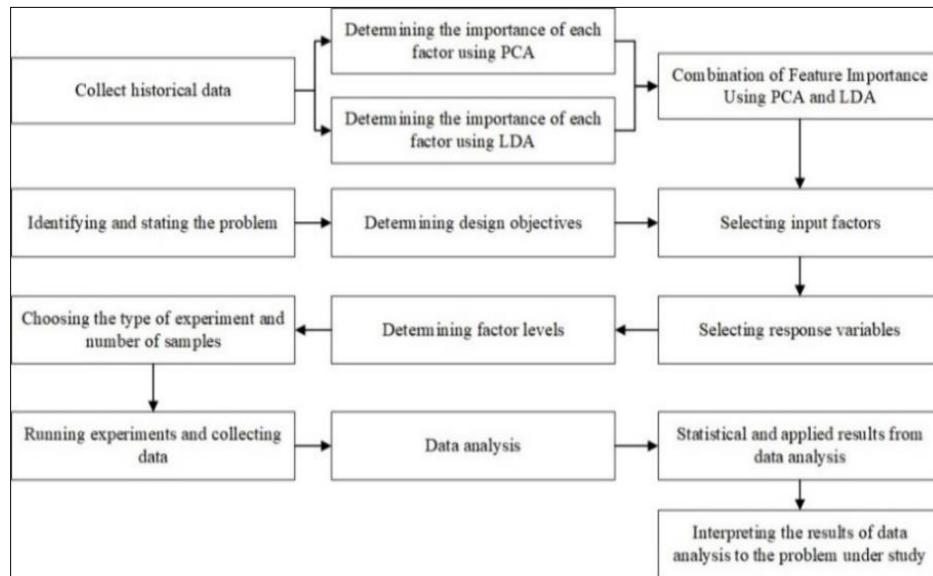 Collect historical data
Determining the importance of each
factor using PCA
Determining the importance of each
factor using LDA
Combination of Feature Importance
Using PCA and LDA
Identifying and stating the problem
Determining design objectives
Selecting input factors
Choosing the type of experiment and
number of samples
Determining factor levels
Selecting response variables
Running experiments and collecting
data
Data analysis
Statistical and applied results from
data analysis
Interpreting the results of data
analysis to the problem under study